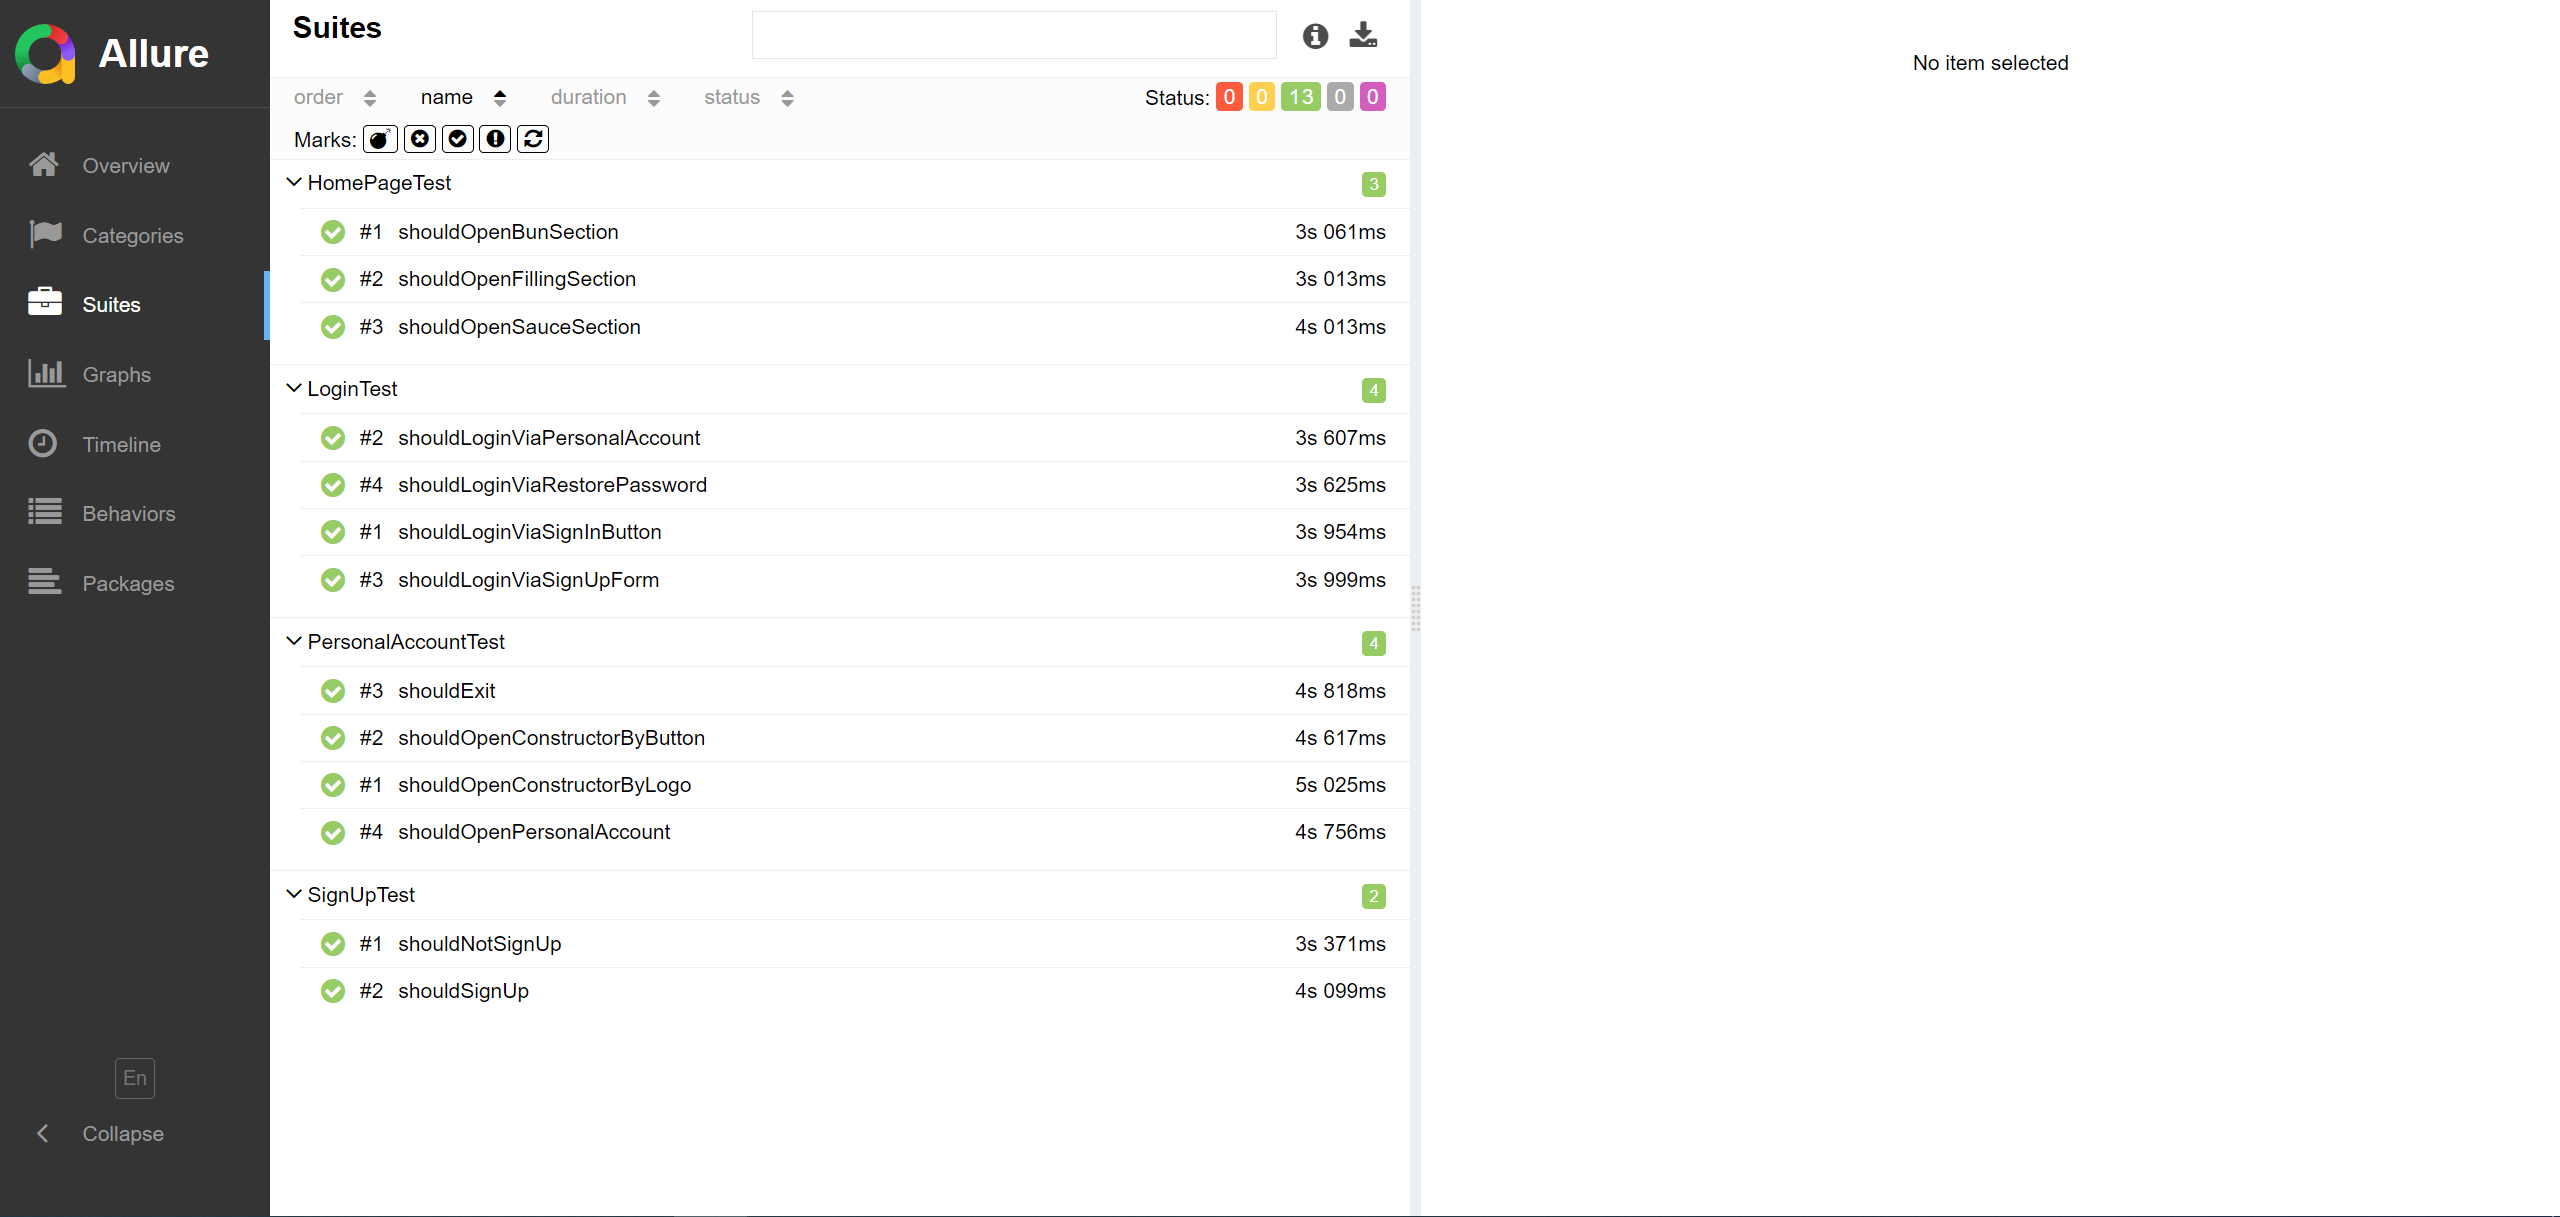 Allure
Overview
Categories
Suites
Graphs
Timeline
Behaviors
Packages
En
Collapse
Suites
order name duration status Status: 0 0 13 0 0
Marks:
HomePageTest 3
#1 shouldOpenBunSection 3s 061ms
#2 shouldOpenFillingSection 3s 013ms
#3 shouldOpenSauceSection 4s 013ms
LoginTest 4
#2 shouldLoginViaPersonalAccount 3s 607ms
#4 shouldLoginViaRestorePassword 3s 625ms
#1 shouldLoginViaSignInButton 3s 954ms
#3 shouldLoginViaSignUpForm 3s 999ms
PersonalAccountTest 4
#3 shouldExit 4s 818ms
#2 shouldOpenConstructorByButton 4s 617ms
#1 shouldOpenConstructorByLogo 5s 025ms
#4 shouldOpenPersonalAccount 4s 756ms
SignUpTest 2
#1 shouldNotSignUp 3s 371ms
#2 shouldSignUp 4s 099ms
No item selected